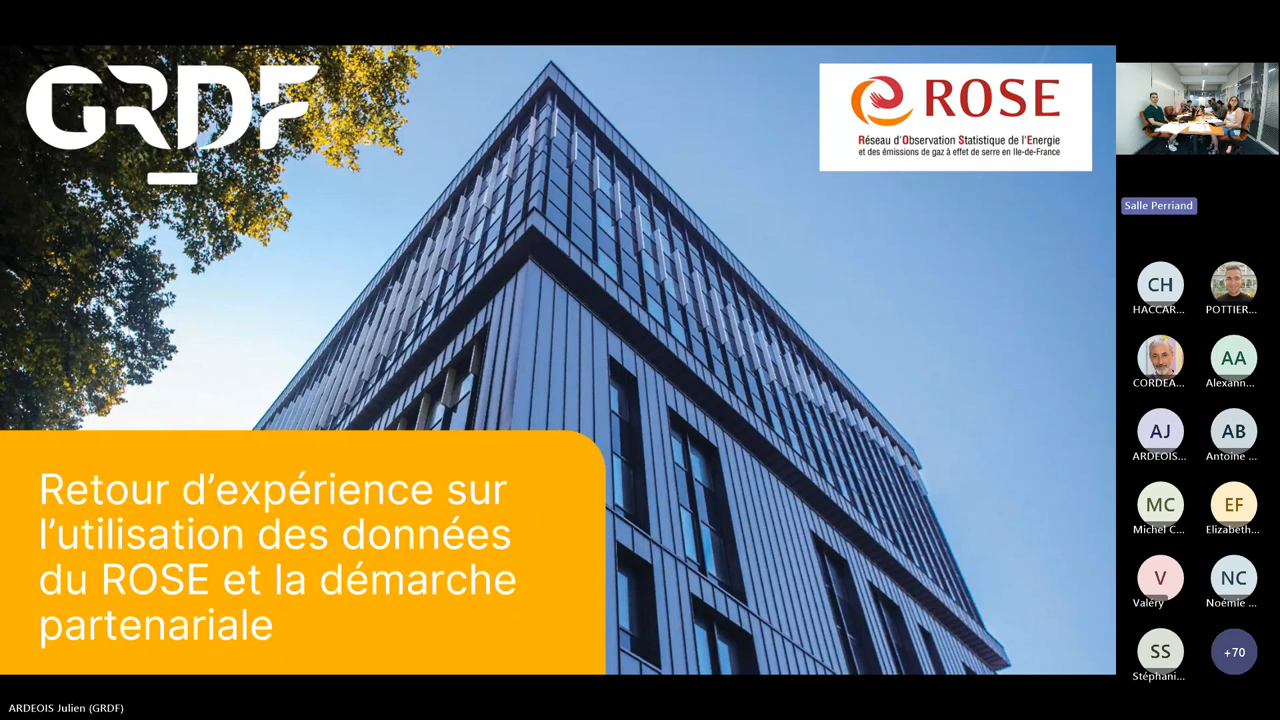 GRDF
ROSE
Réseau d'Observation Statistique de l'Energie
et des émissions de gaz à effet de serre en Ile-de-France
Retour d'expérience sur
l'utilisation des données
du ROSE et la démarche
partenariale
Salle Perriand
CH
HACCAR...
POTTIER...
CORDEA...
AA
Alexann...
AJ
ARDEOIS...
AB
Antoine ...
MC
Michel C...
EF
Elizabeth...
V
Valéry
NC
Noémie ...
SS
Stéphani...
+70
ARDEOIS Julien (GRDF)